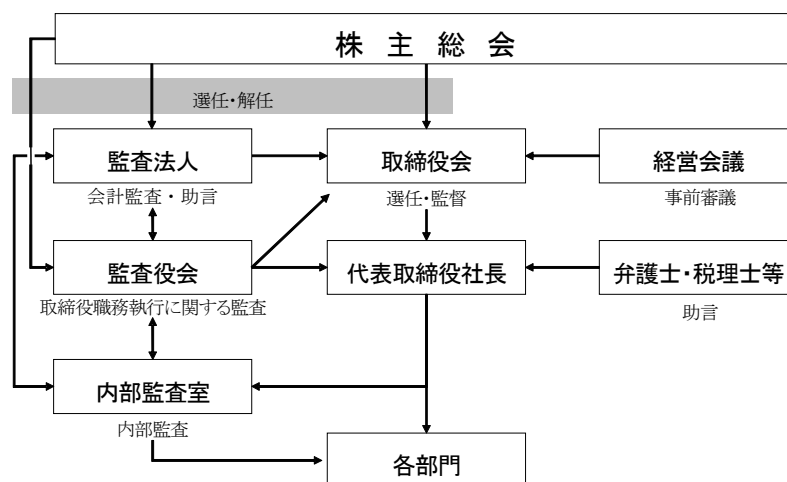 株 主 総 会
選任・解任
監査法人
取締役会
経営会議
会計監査・助言
選任・監督
事前審議
監査役会
代表取締役社長
弁護士・税理士等
取締役職務執行に関する監査
助言
内部監査室
内部監査
各部門